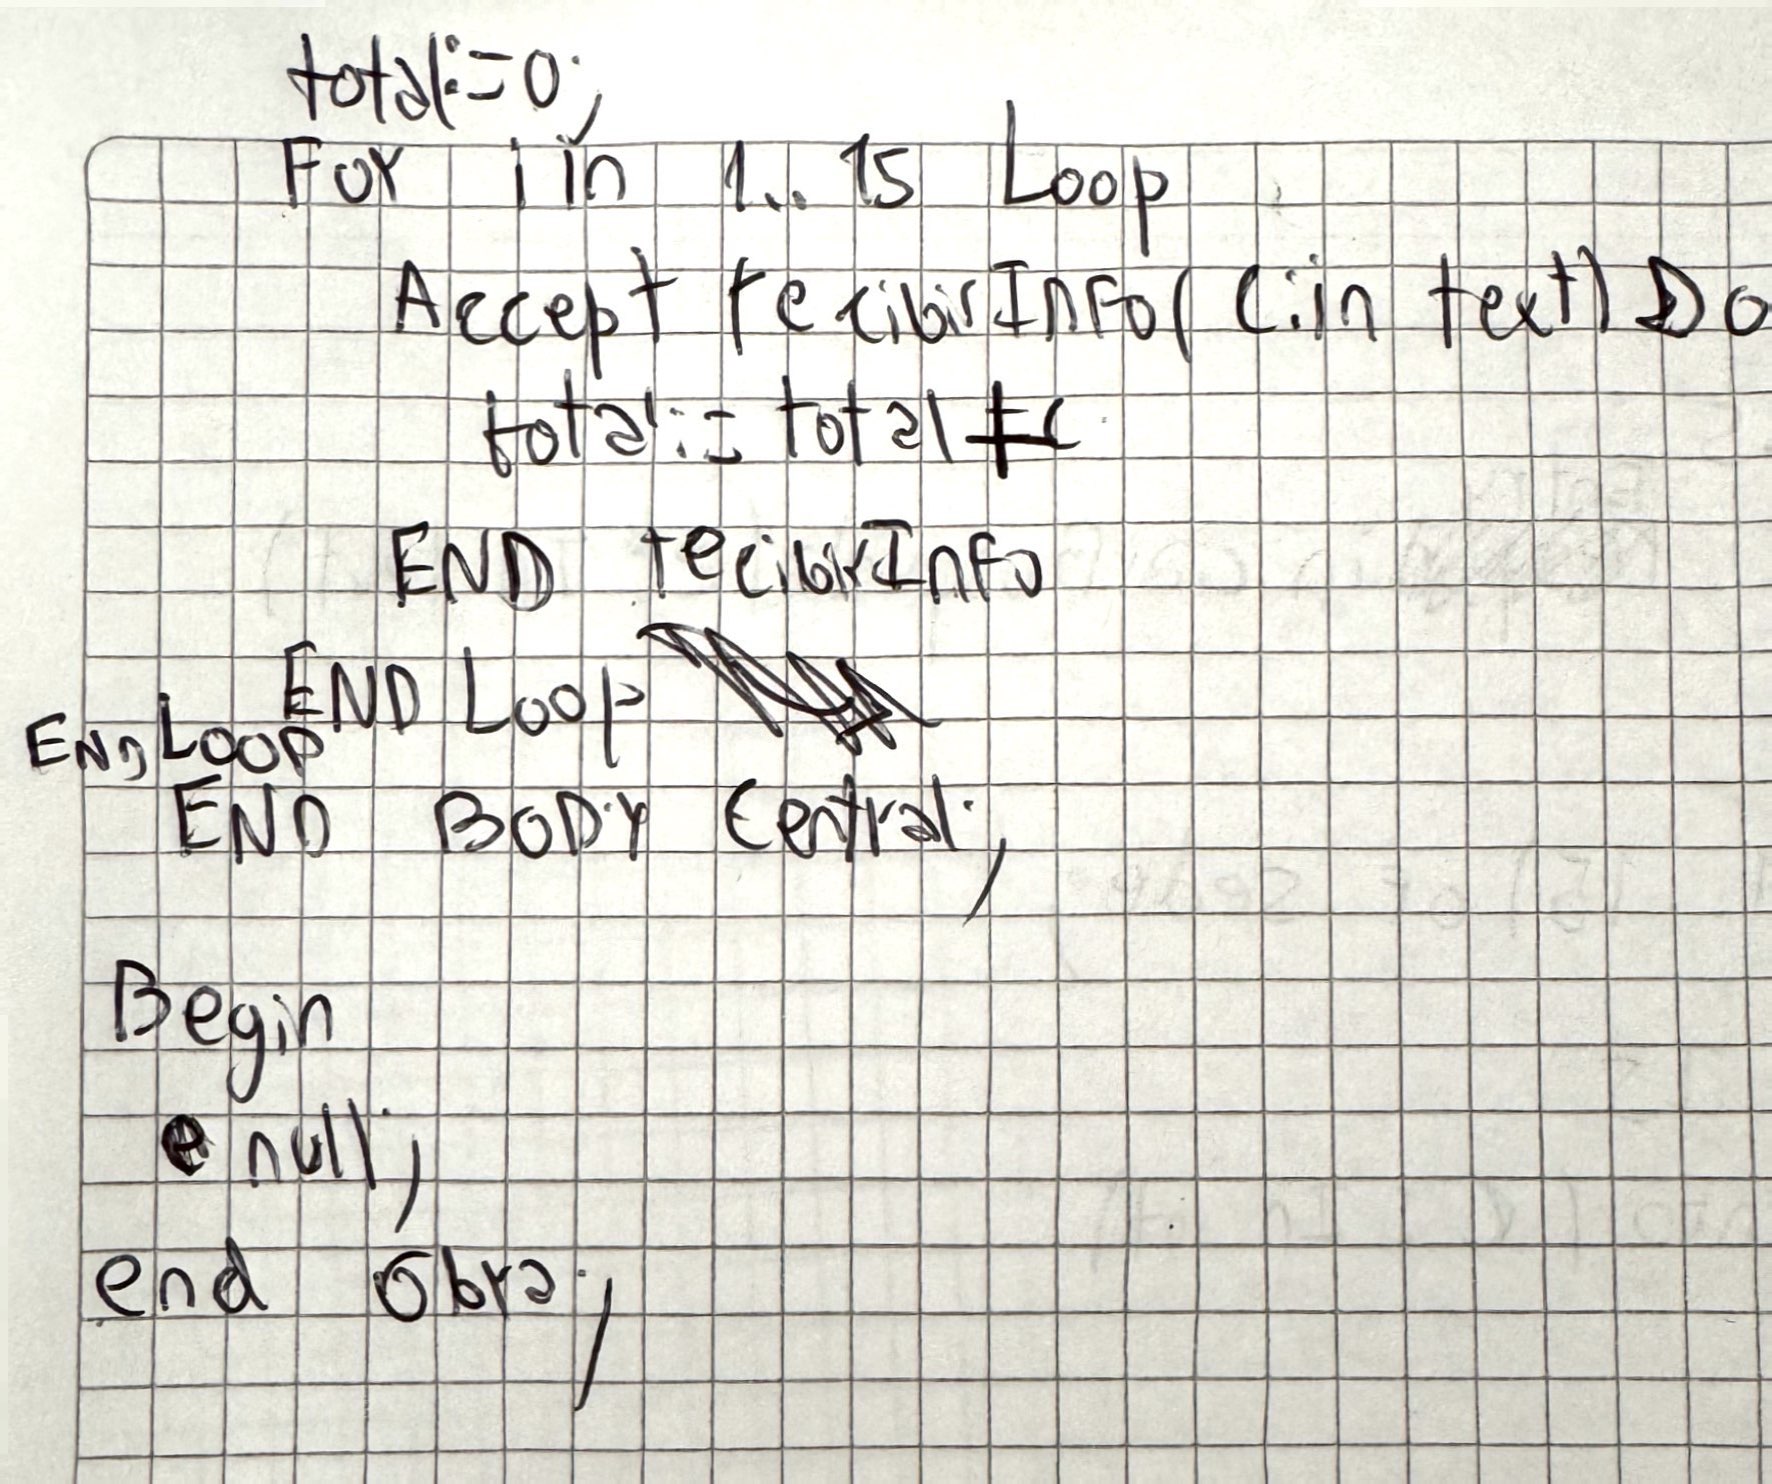 total:=0;
For i in 1..15 Loop
Accept recibirInfo( C:in text) Do
total:= total +c
END recibirInfo
END Loop
END LOOP
END BODY Central;
Begin
e null;
end Obra;